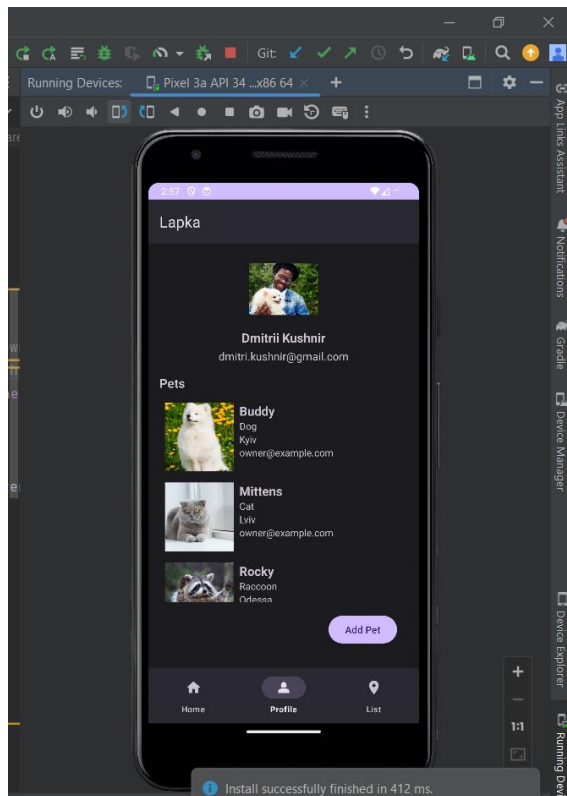 Git:
Running Devices:
Pixel 3a API 34 ...x86 64
2:57
Lapka
Dmitrii Kushnir
dmitri.kushnir@gmail.com
Pets
Buddy
Dog
Kyiv
owner@example.com
Mittens
Cat
Lviv
owner@example.com
Rocky
Raccoon
Odessa
Add Pet
Home
Profile
List
1:1
Install successfully finished in 412 ms.
App Links Assistant
Notifications
Gradle
Device Manager
Device Explorer